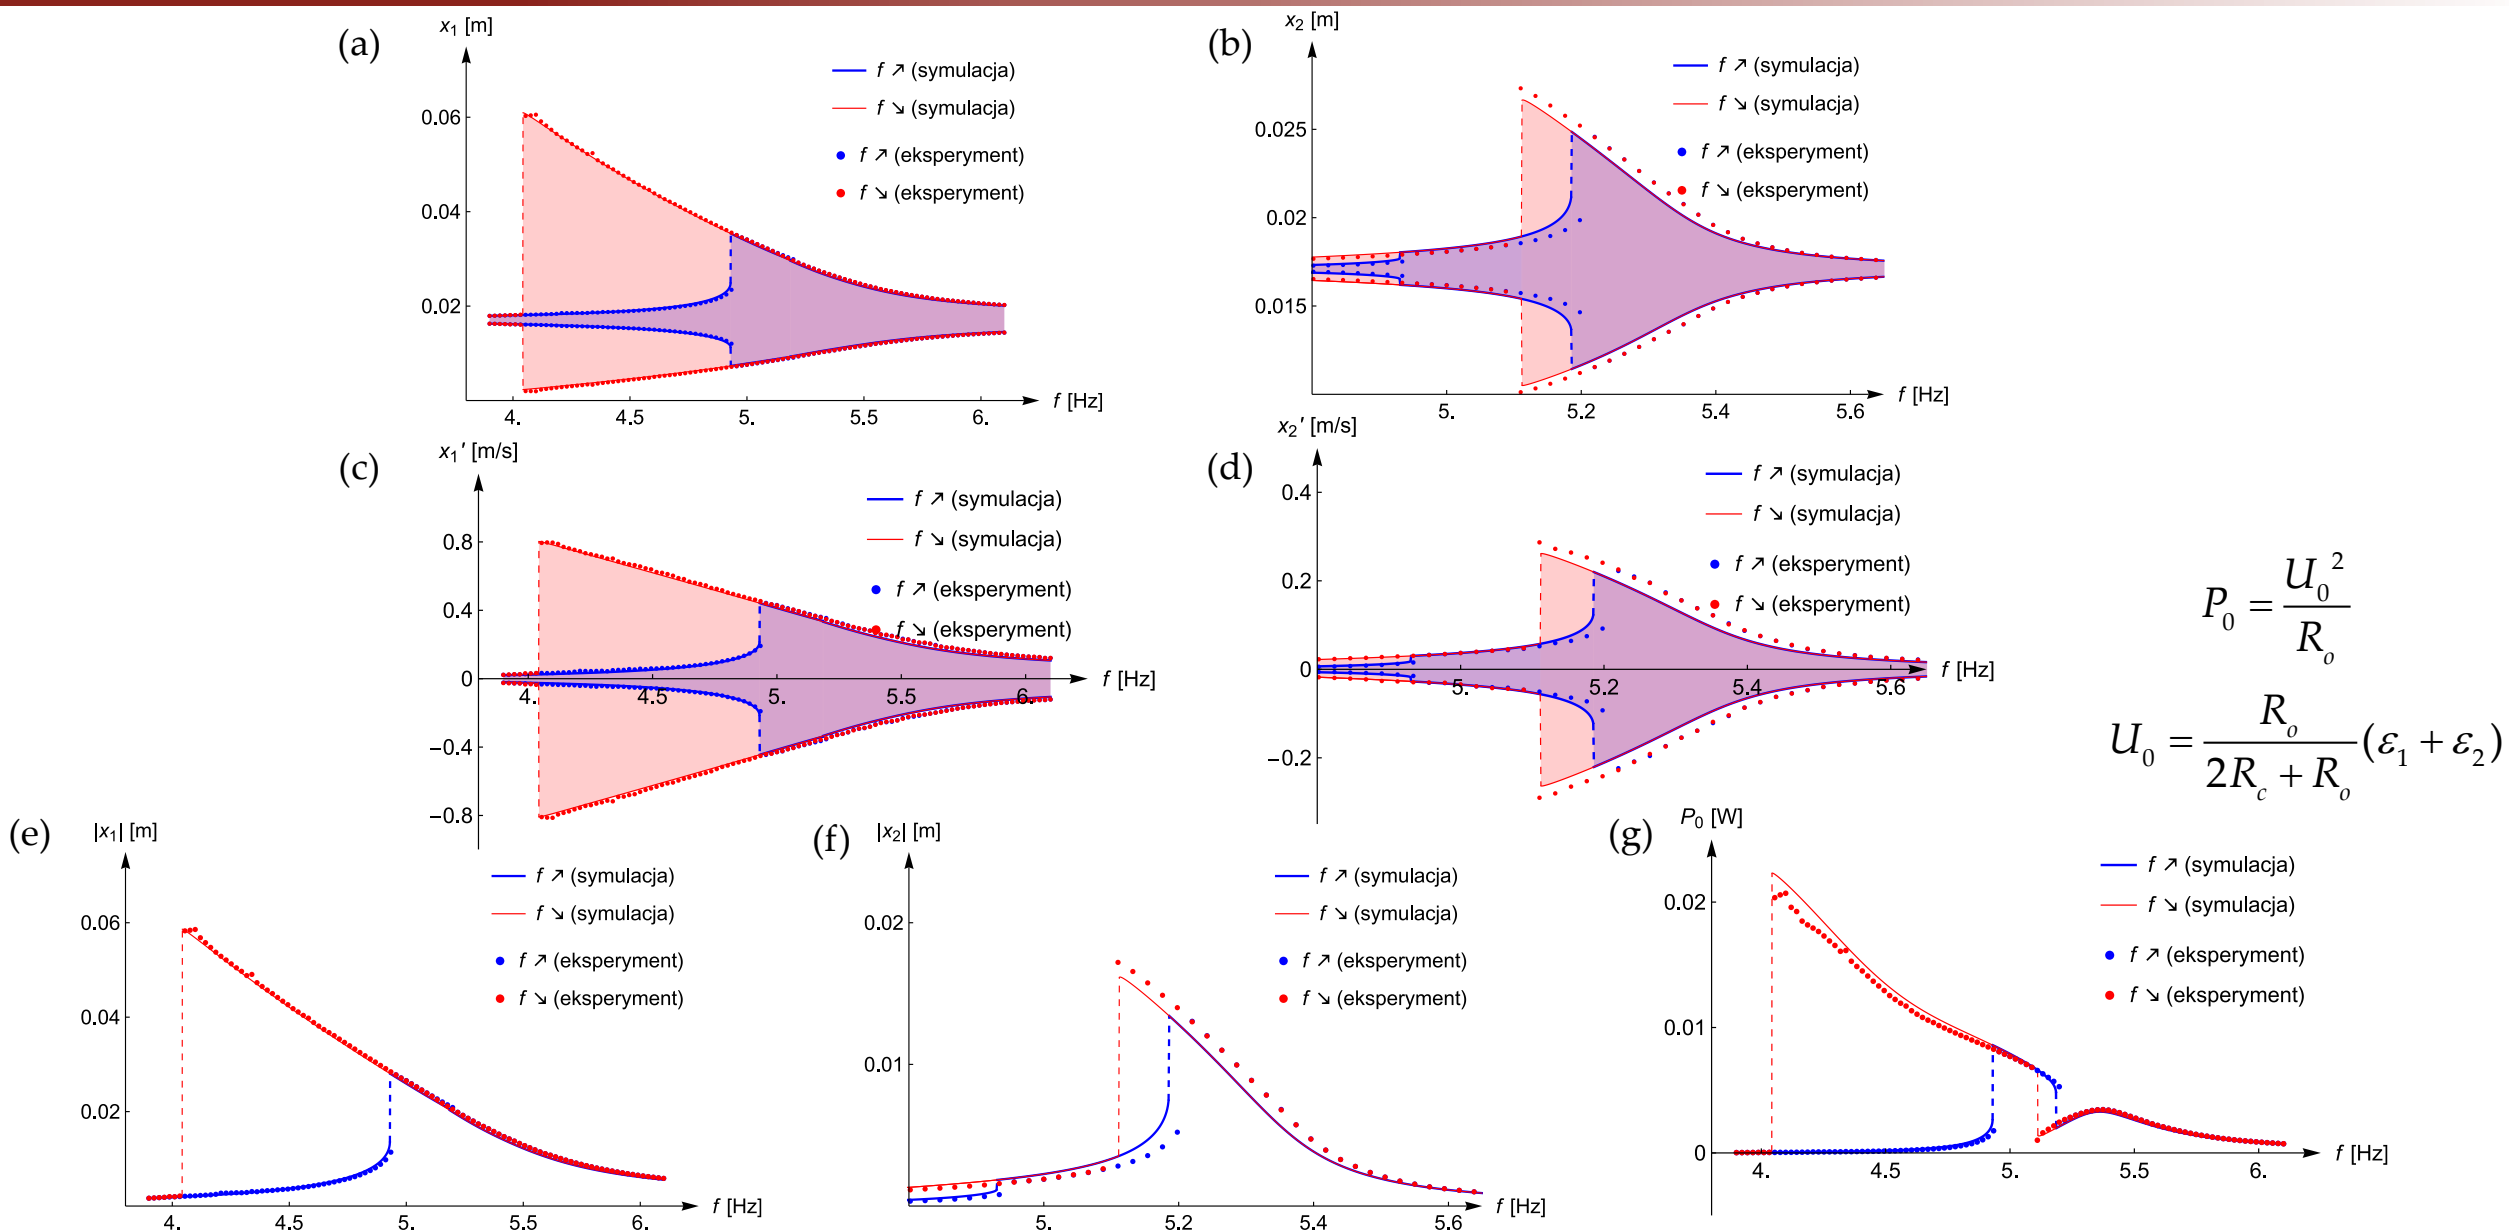 (a)
x₁ [m]
f ↗ (symulacja)
f ↘ (symulacja)
f ↗ (eksperyment)
f ↘ (eksperyment)
0.06
0.04
0.02
4. 4.5 5. 5.5 6.
f [Hz]
(b)
x₂ [m]
f ↗ (symulacja)
f ↘ (symulacja)
f ↗ (eksperyment)
f ↘ (eksperyment)
0.025
0.02
0.015
5. 5.2 5.4 5.6
f [Hz]
(c)
x₁′ [m/s]
f ↗ (symulacja)
f ↘ (symulacja)
f ↗ (eksperyment)
f ↘ (eksperyment)
0.8
0.4
0
−0.4
−0.8
4. 4.5 5. 5.5 6.
f [Hz]
(d)
x₂′ [m/s]
f ↗ (symulacja)
f ↘ (symulacja)
f ↗ (eksperyment)
f ↘ (eksperyment)
0.4
0.2
0
−0.2
5. 5.2 5.4 5.6
f [Hz]
P₀ = U₀² / Rₒ
U₀ = Rₒ / (2R_c + Rₒ) (ε₁ + ε₂)
(e)
|x₁| [m]
f ↗ (symulacja)
f ↘ (symulacja)
f ↗ (eksperyment)
f ↘ (eksperyment)
0.06
0.04
0.02
4. 4.5 5. 5.5 6.
f [Hz]
(f)
|x₂| [m]
f ↗ (symulacja)
f ↘ (symulacja)
f ↗ (eksperyment)
f ↘ (eksperyment)
0.02
0.01
5. 5.2 5.4 5.6
f [Hz]
(g)
P₀ [W]
f ↗ (symulacja)
f ↘ (symulacja)
f ↗ (eksperyment)
f ↘ (eksperyment)
0.02
0.01
0
4. 4.5 5. 5.5 6.
f [Hz]